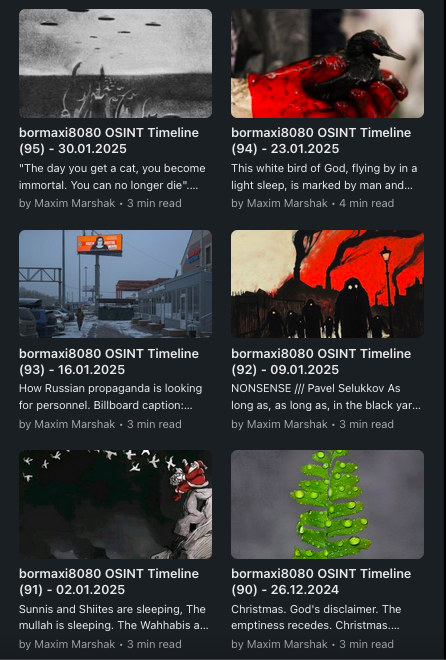 bormaxi8080 OSINT Timeline
(95) - 30.01.2025
"The day you get a cat, you become
immortal. You can no longer die"....
by Maxim Marshak • 3 min read
bormaxi8080 OSINT Timeline
(94) - 23.01.2025
This white bird of God, flying by in a
light sleep, is marked by man and...
by Maxim Marshak • 4 min read
bormaxi8080 OSINT Timeline
(93) - 16.01.2025
How Russian propaganda is looking
for personnel. Billboard caption:...
by Maxim Marshak • 3 min read
bormaxi8080 OSINT Timeline
(92) - 09.01.2025
NONSENSE /// Pavel Selukkov As
long as, as long as, in the black yar...
by Maxim Marshak • 3 min read
bormaxi8080 OSINT Timeline
(91) - 02.01.2025
Sunnis and Shiites are sleeping, The
mullah is sleeping. The Wahhabis a...
by Maxim Marshak • 3 min read
bormaxi8080 OSINT Timeline
(90) - 26.12.2024
Christmas. God's disclaimer. The
emptiness recedes. Christmas....
by Maxim Marshak • 3 min read